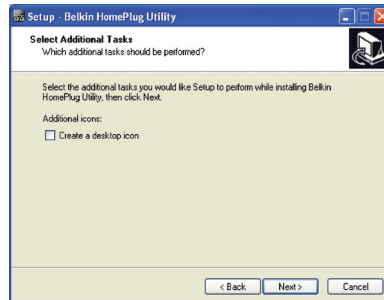 Setup - Belkin HomePlug Utility
Select Additional Tasks
Which additional tasks should be performed?
Select the additional tasks you would like Setup to perform while installing Belkin
HomePlug Utility, then click Next.
Additional icons:
Create a desktop icon
< Back
Next >
Cancel